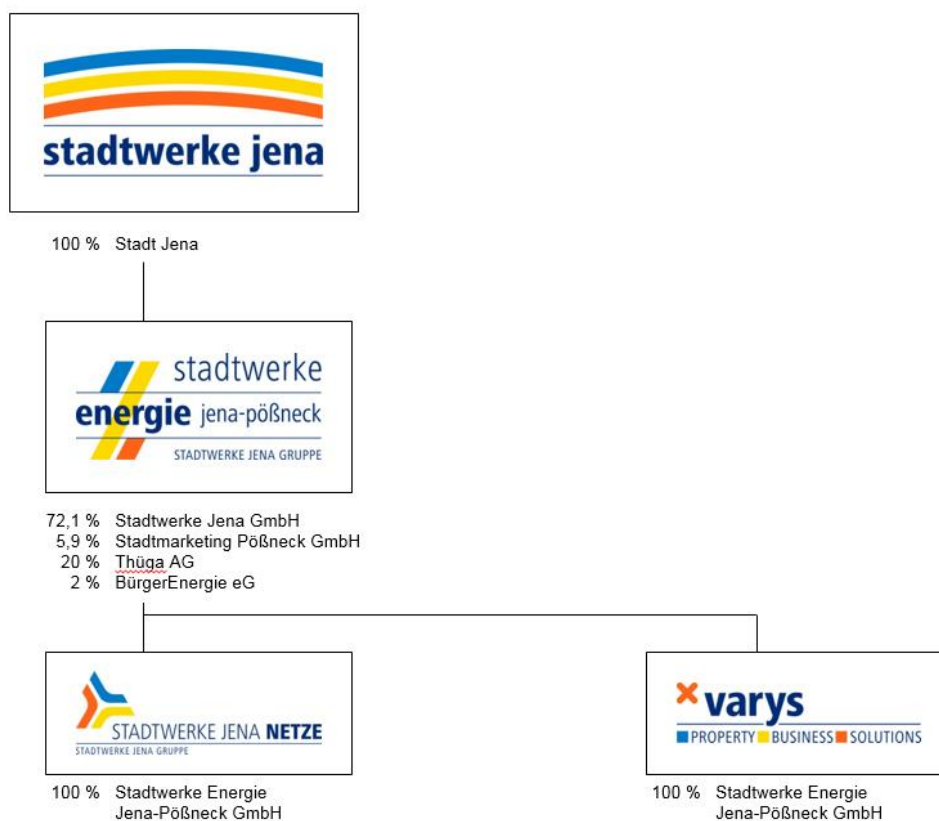 stadtwerke jena
100 % Stadt Jena
stadtwerke
energie jena-pößneck
STADTWERKE JENA GRUPPE
72,1 % Stadtwerke Jena GmbH
5,9 % Stadtmarketing Pößneck GmbH
20 % Thüga AG
2 % BürgerEnergie eG
STADTWERKE JENA NETZE
STADTWERKE JENA GRUPPE
100 % Stadtwerke Energie
Jena-Pößneck GmbH
varys
PROPERTY BUSINESS SOLUTIONS
100 % Stadtwerke Energie
Jena-Pößneck GmbH